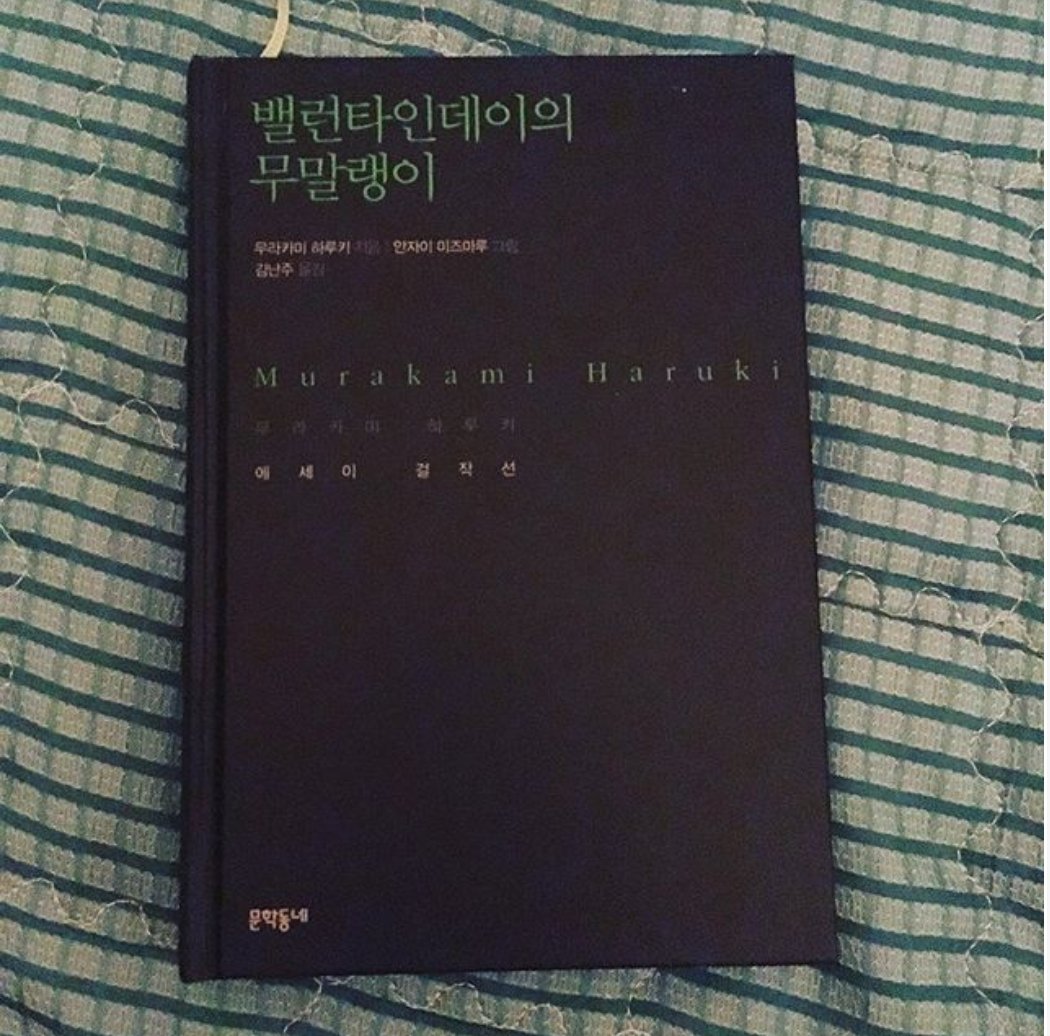 밸런타인데이의
무말랭이
무라카미 하루키 지음 | 안자이 미즈마루 그림
김난주 옮김
Murakami Haruki
무라카미 하루키
에세이 걸작선
문학동네